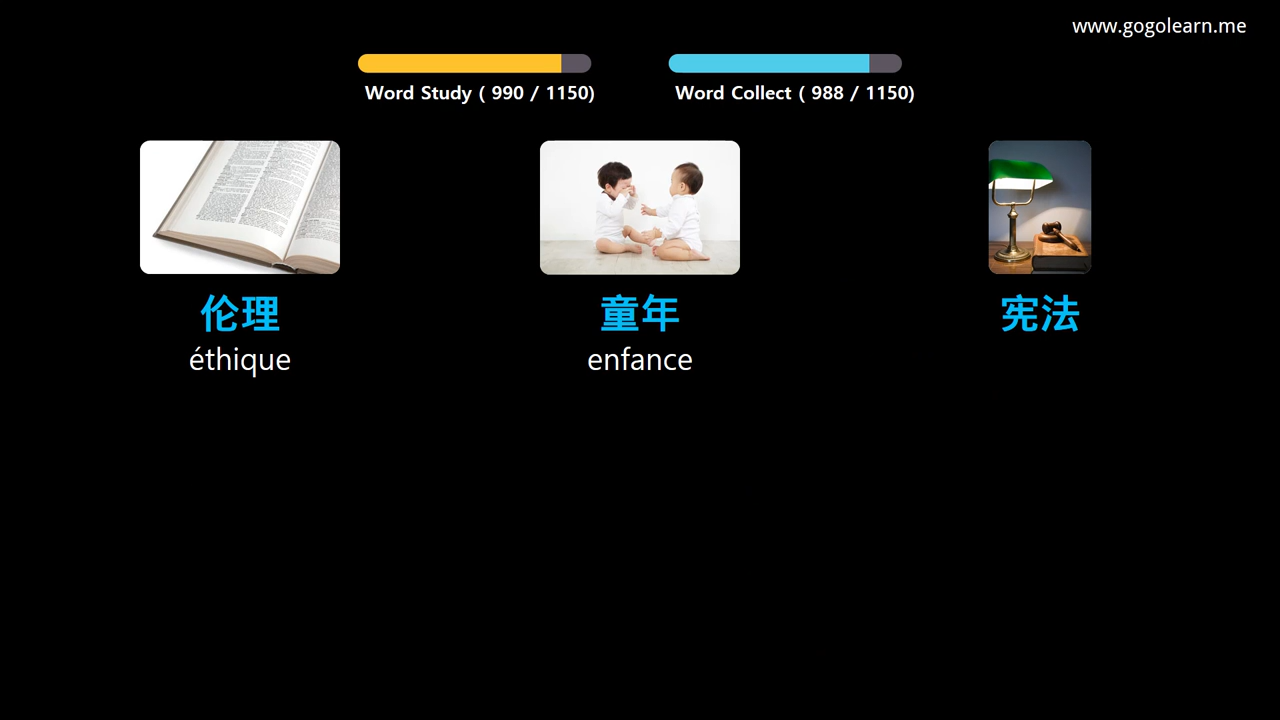 www.gogolearn.me
Word Study ( 990 / 1150)
Word Collect ( 988 / 1150)
伦理
童年
宪法
éthique
enfance